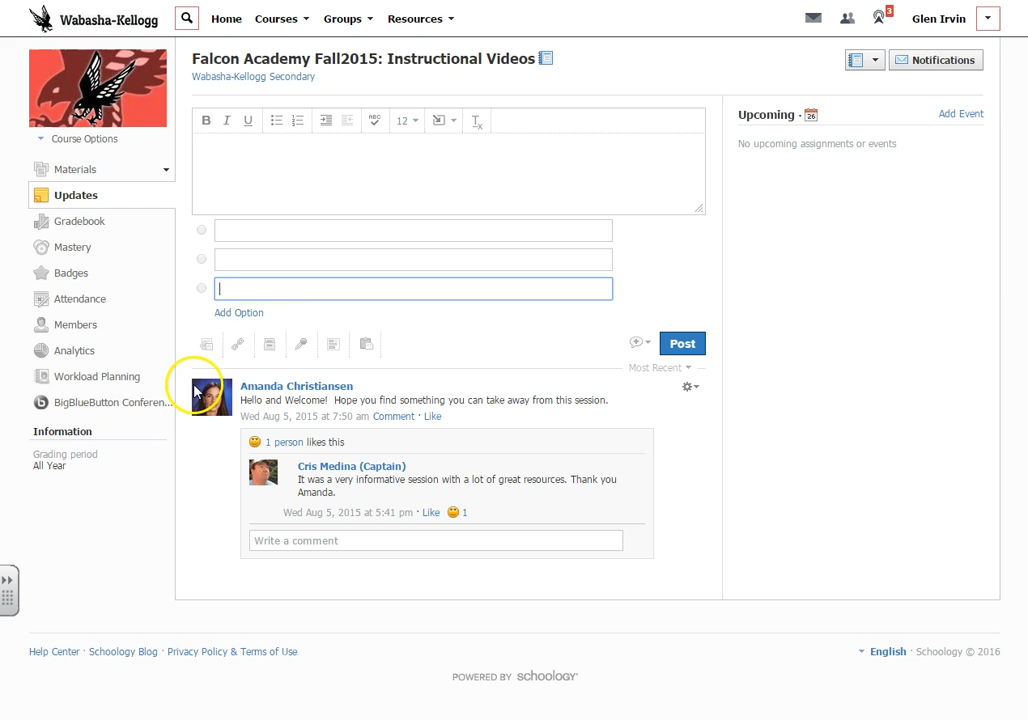 Wabasha-Kellogg Home Courses Groups Resources 3 Glen Irvin
Falcon Academy Fall2015: Instructional Videos Notifications
Wabasha-Kellogg Secondary
Course Options
Materials
Updates
Gradebook
Mastery
Badges
Attendance
Members
Analytics
Workload Planning
BigBlueButton Conferen...
Information
Grading period
All Year
B I U ABC 12 Tx
Add Option
Post
Most Recent
Amanda Christiansen
Hello and Welcome! Hope you find something you can take away from this session.
Wed Aug 5, 2015 at 7:50 am · Comment · Like
1 person likes this
Cris Medina (Captain)
It was a very informative session with a lot of great resources. Thank you
Amanda.
Wed Aug 5, 2015 at 5:41 pm · Like 1
Write a comment
Upcoming · 26 Add Event
No upcoming assignments or events
Help Center · Schoology Blog · Privacy Policy & Terms of Use English · Schoology © 2016
POWERED BY schoology